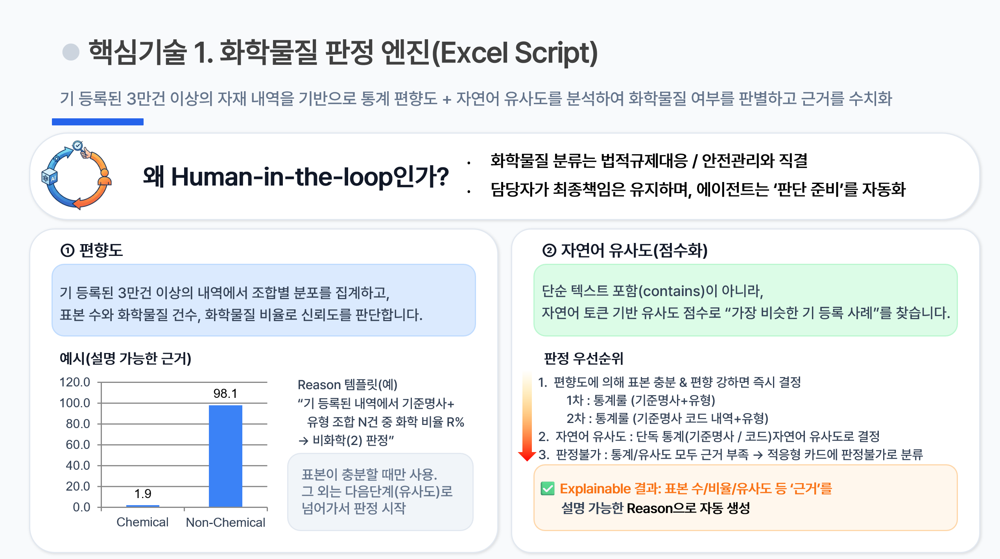 핵심기술 1. 화학물질 판정 엔진(Excel Script)
기 등록된 3만건 이상의 자재 내역을 기반으로 통계 편향도 + 자연어 유사도를 분석하여 화학물질 여부를 판별하고 근거를 수치화
AI
왜 Human-in-the-loop인가?
• 화학물질 분류는 법적규제대응 / 안전관리와 직결
• 담당자가 최종책임은 유지하며, 에이전트는 ‘판단 준비’를 자동화
① 편향도
기 등록된 3만건 이상의 내역에서 조합별 분포를 집계하고,
표본 수와 화학물질 건수, 화학물질 비율로 신뢰도를 판단합니다.
예시(설명 가능한 근거)
120.0
100.0
80.0
60.0
40.0
20.0
0.0
1.9
98.1
Chemical
Non-Chemical
Reason 템플릿(예)
“기 등록된 내역에서 기준명사+
유형 조합 N건 중 화학 비율 R%
→ 비화학(2) 판정”
표본이 충분할 때만 사용.
그 외는 다음단계(유사도)로
넘어가서 판정 시작
② 자연어 유사도(점수화)
단순 텍스트 포함(contains)이 아니라,
자연어 토큰 기반 유사도 점수로 “가장 비슷한 기 등록 사례”를 찾습니다.
판정 우선순위
1. 편향도에 의해 표본 충분 & 편향 강하면 즉시 결정
1차 : 통계룰 (기준명사+유형)
2차 : 통계룰 (기준명사 코드 내역+유형)
2. 자연어 유사도 : 단독 통계(기준명사 / 코드)자연어 유사도로 결정
3. 판정불가 : 통계/유사도 모두 근거 부족 → 적응형 카드에 판정불가로 분류
✅ Explainable 결과: 표본 수/비율/유사도 등 ‘근거’를
설명 가능한 Reason으로 자동 생성